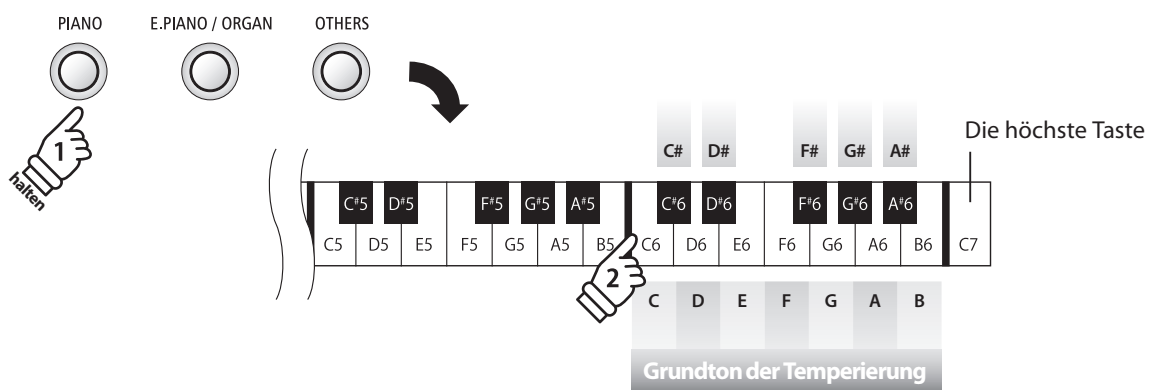 PIANO E.PIANO / ORGAN OTHERS
1
halten
Die höchste Taste
C# D# F# G# A#
C#5 D#5 F#5 G#5 A#5 C#6 D#6 F#6 G#6 A#6
C5 D5 E5 F5 G5 A5 B5 C6 D6 E6 F6 G6 A6 B6 C7
2
C D E F G A B
Grundton der Temperierung